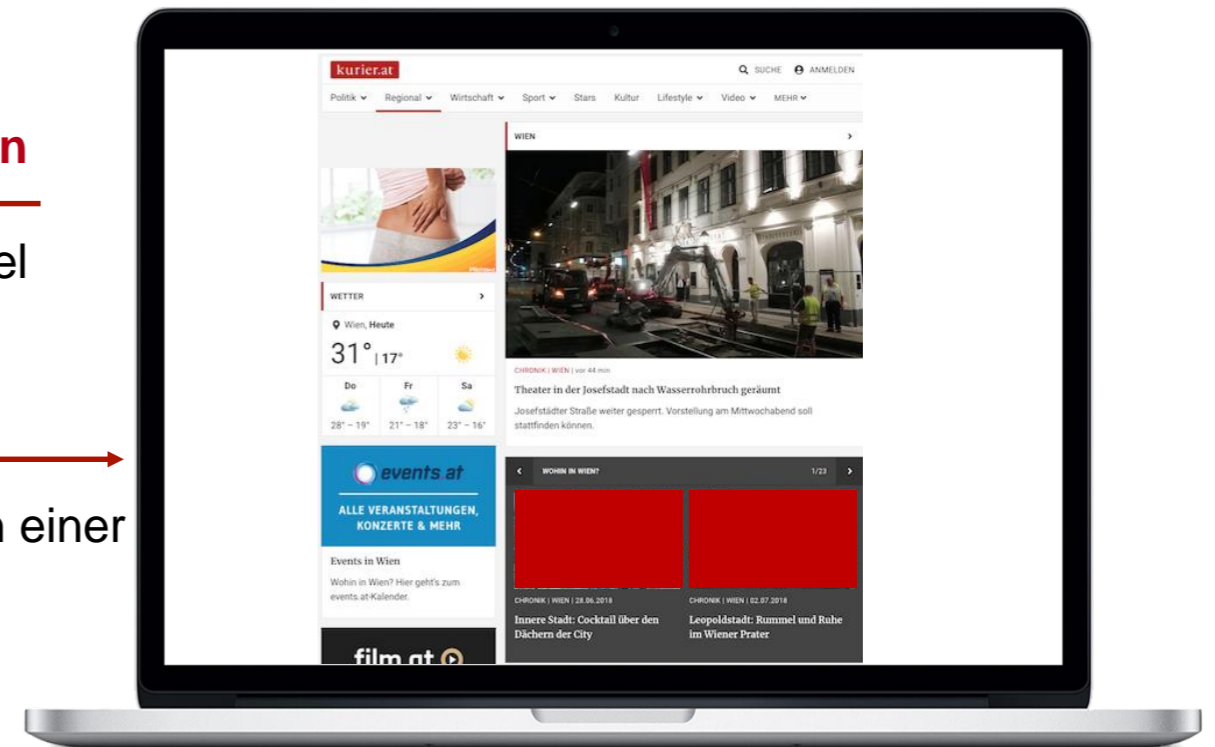 n
el
n einer
kurier.at
SUCHE ANMELDEN
Politik Regional Wirtschaft Sport Stars Kultur Lifestyle Video MEHR
WIEN
WETTER
Wien, Heute
31° | 17°
Do Fr Sa
28° – 19° 21° – 18° 23° – 16°
CHRONIK | WIEN | vor 44 min
Theater in der Josefstadt nach Wasserrohrbruch geräumt
Josefstädter Straße weiter gesperrt. Vorstellung am Mittwochabend soll
stattfinden können.
events.at
ALLE VERANSTALTUNGEN,
KONZERTE & MEHR
Events in Wien
Wohin in Wien? Hier geht's zum
events.at-Kalender.
film.at
WOHIN IN WIEN? 1/23
CHRONIK | WIEN | 28.06.2018
Innere Stadt: Cocktail über den
Dächern der City
CHRONIK | WIEN | 02.07.2018
Leopoldstadt: Rummel und Ruhe
im Wiener Prater